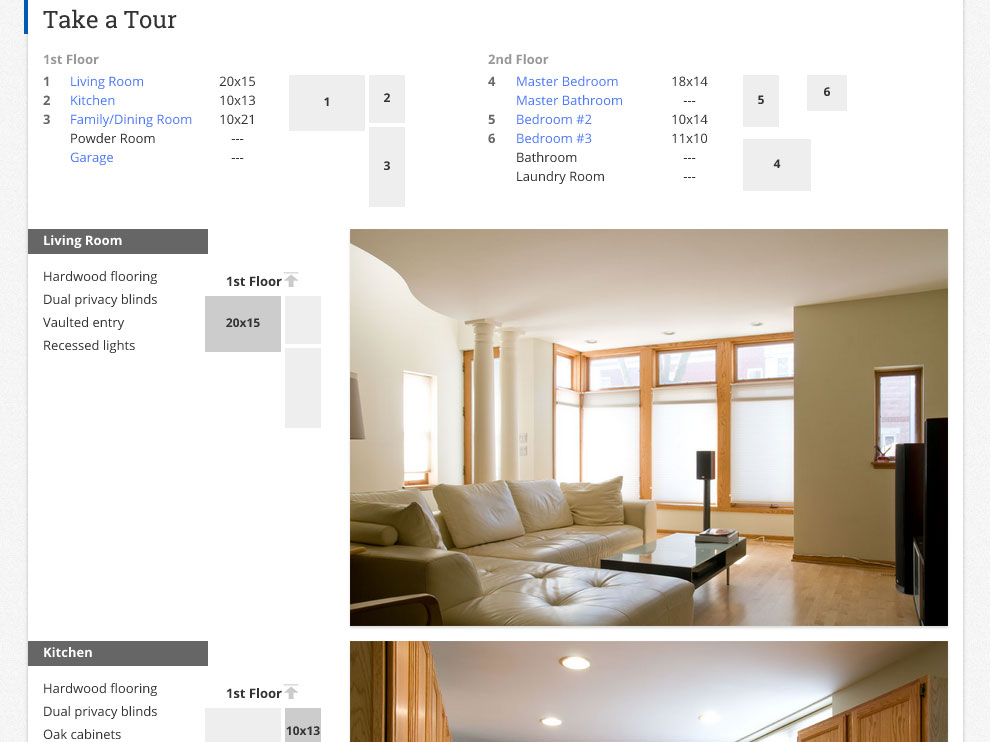 Take a Tour
1st Floor
1 Living Room 20x15
2 Kitchen 10x13
3 Family/Dining Room 10x21
Powder Room ---
Garage ---
1
2
3
2nd Floor
4 Master Bedroom 18x14
Master Bathroom ---
5 Bedroom #2 10x14
6 Bedroom #3 11x10
Bathroom ---
Laundry Room ---
5
6
4
Living Room
Hardwood flooring
Dual privacy blinds
Vaulted entry
Recessed lights
1st Floor
20x15
Kitchen
Hardwood flooring
Dual privacy blinds
Oak cabinets
1st Floor
10x13